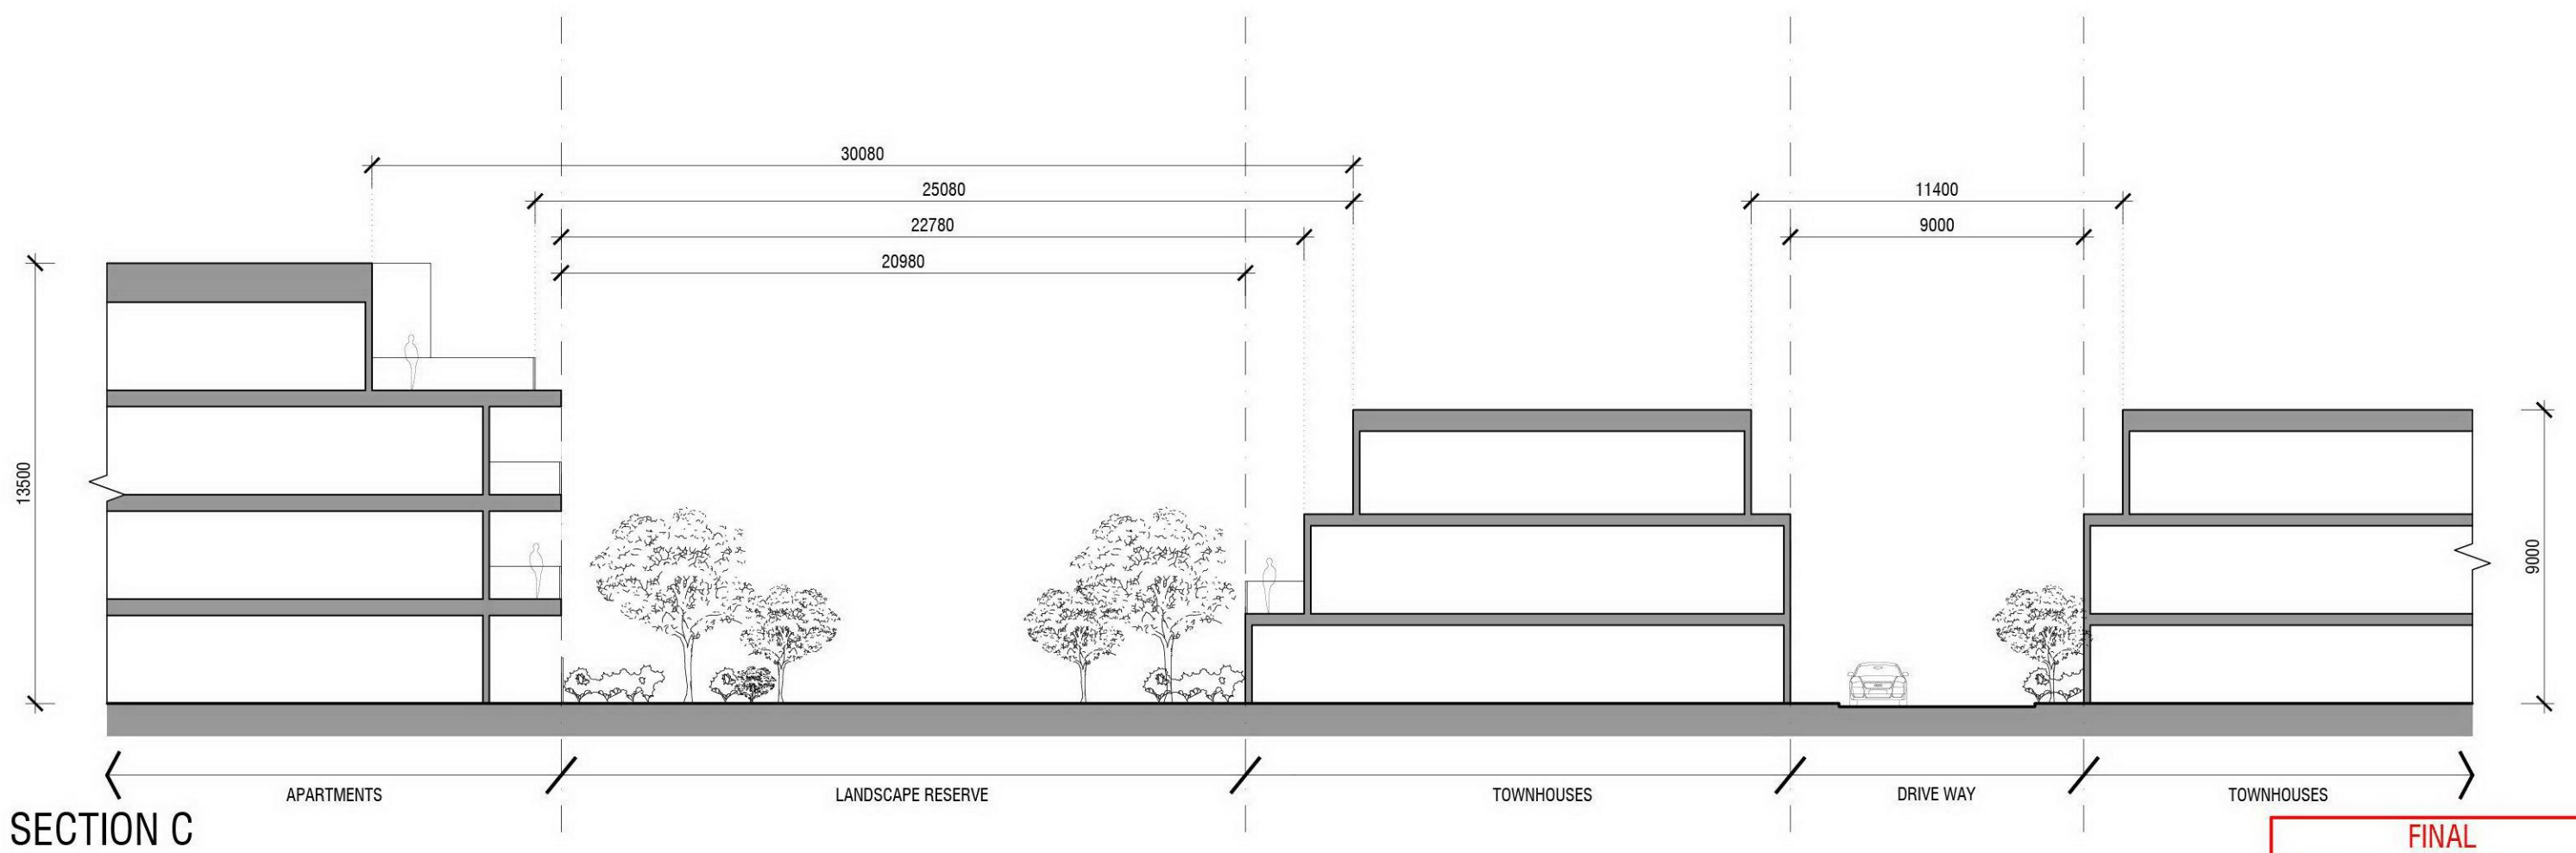 30080
25080
11400
22780
9000
20980
13500
9000
APARTMENTS
LANDSCAPE RESERVE
TOWNHOUSES
DRIVE WAY
TOWNHOUSES
SECTION C
FINAL